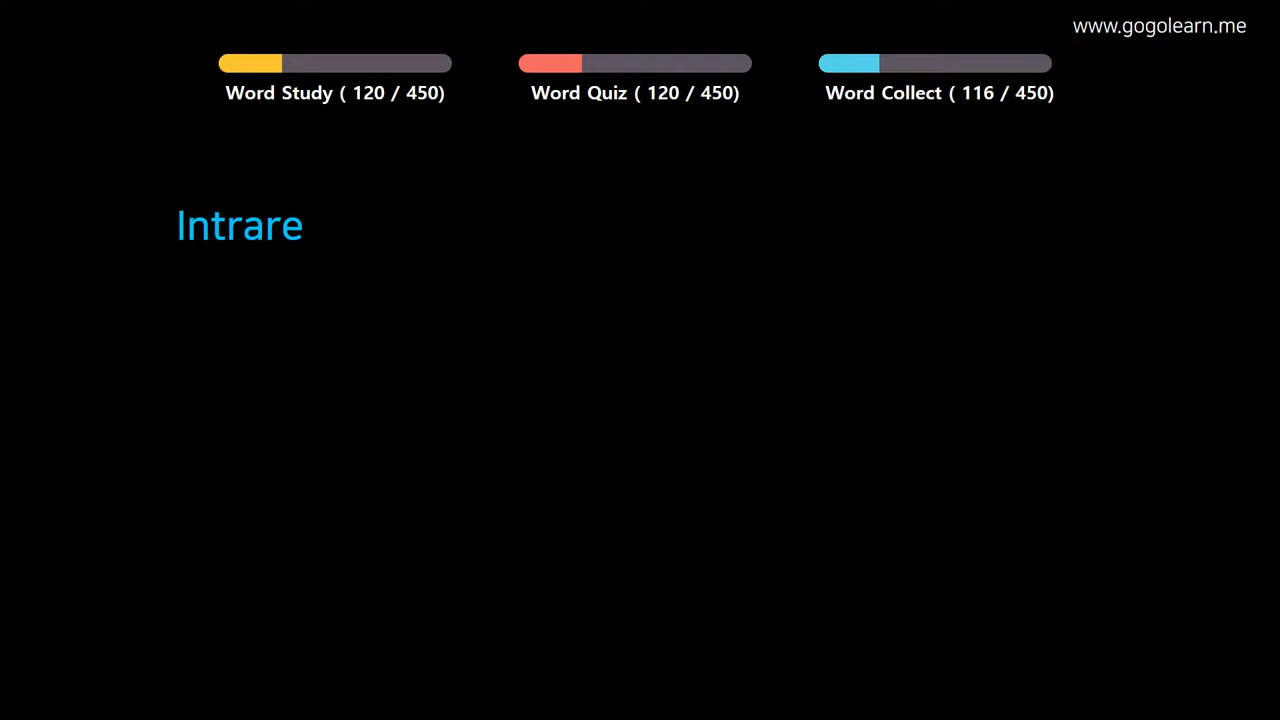 www.gogolearn.me
Word Study ( 120 / 450)
Word Quiz ( 120 / 450)
Word Collect ( 116 / 450)
Intrare